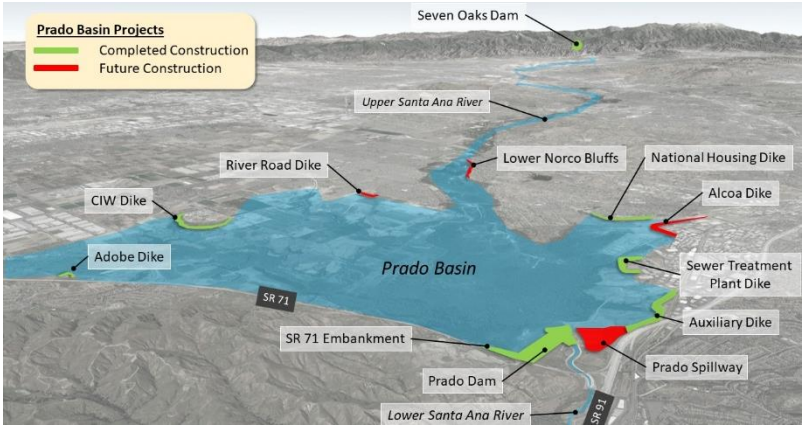 Seven Oaks Dam
Prado Basin Projects
Completed Construction
Future Construction
Upper Santa Ana River
Lower Norco Bluffs
National Housing Dike
River Road Dike
Alcoa Dike
CIW Dike
Adobe Dike
Prado Basin
Sewer Treatment
Plant Dike
SR 71
Auxiliary Dike
SR 71 Embankment
Prado Spillway
Prado Dam
Lower Santa Ana River
SR 91